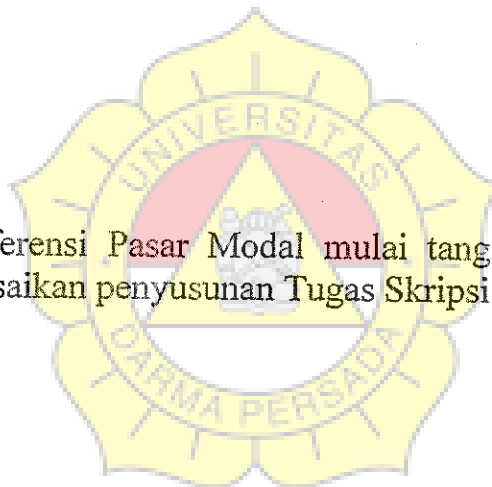 UNIVERSITAS
ferensi Pasar Modal mulai tang
saikan penyusunan Tugas Skripsi
DARMA PERSADA